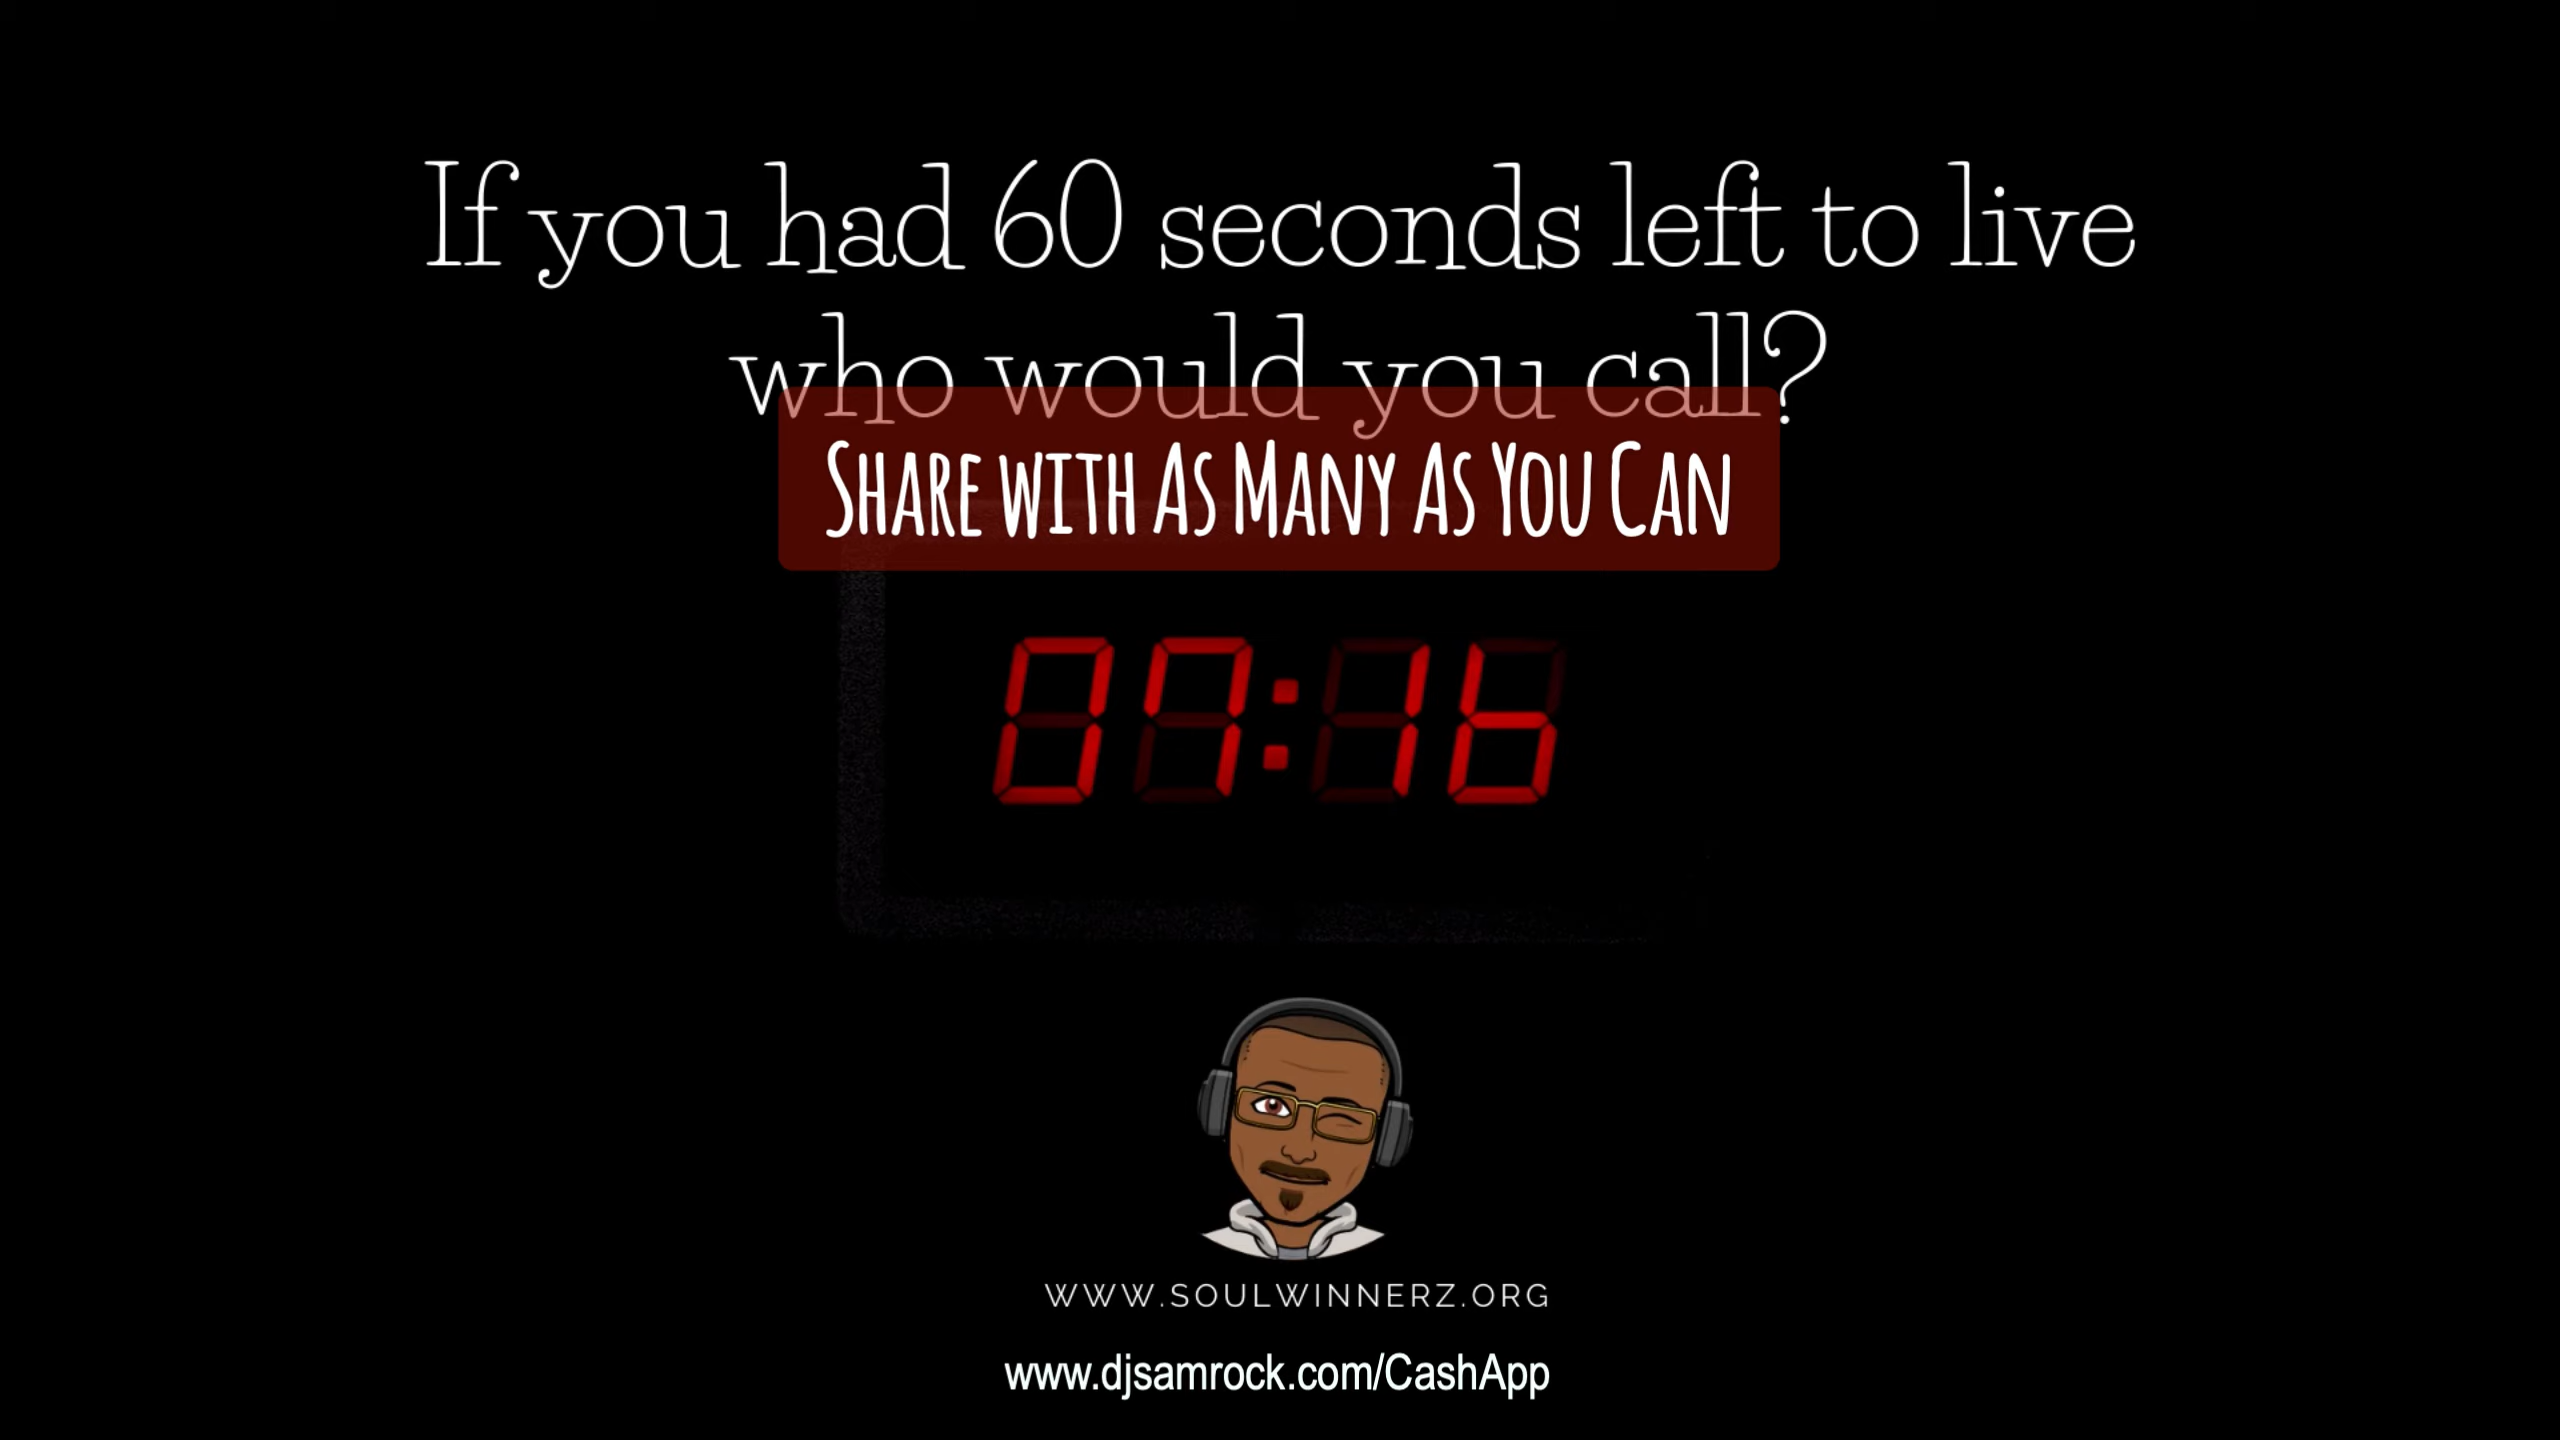 If you had 60 seconds left to live
who would you call?
Share with As Many As You Can
07:16
WWW.SOULWINNERZ.ORG
www.djsamrock.com/CashApp